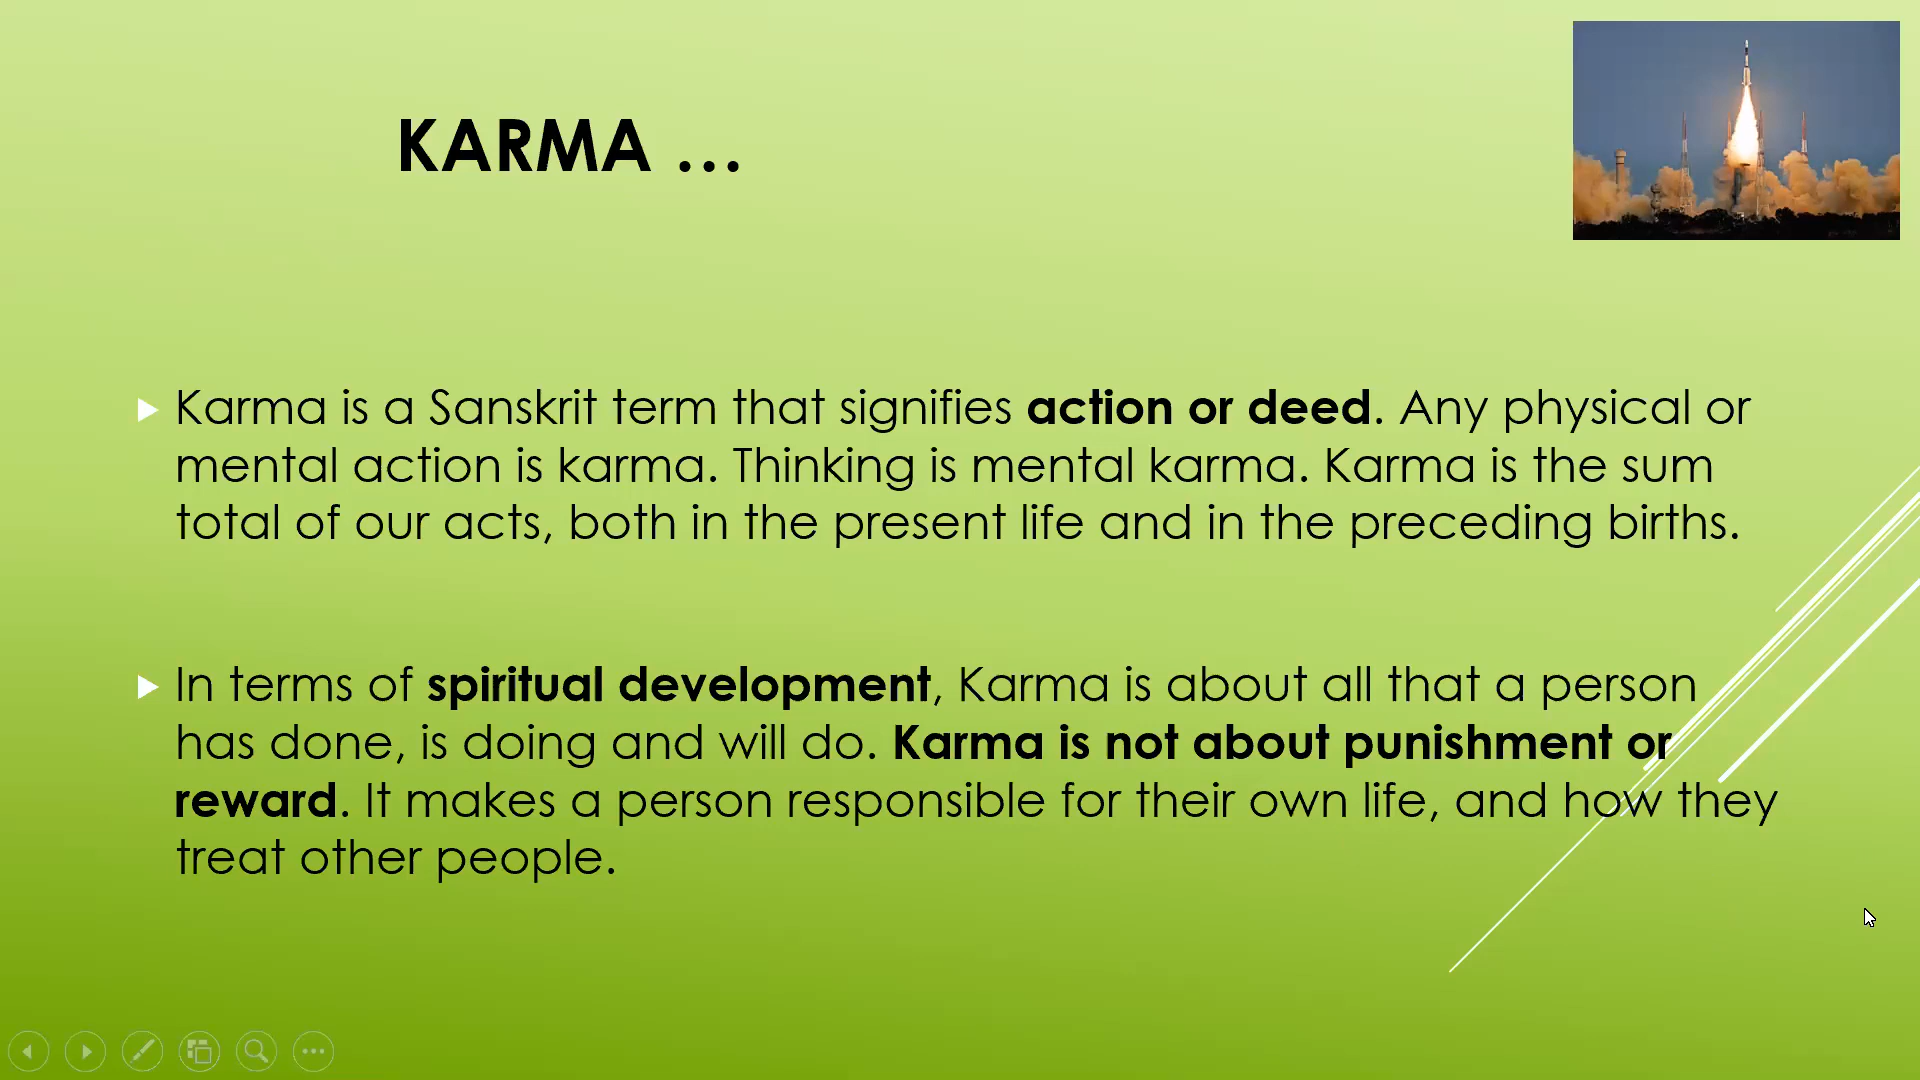 KARMA ...
Karma is a Sanskrit term that signifies action or deed. Any physical or
mental action is karma. Thinking is mental karma. Karma is the sum
total of our acts, both in the present life and in the preceding births.
In terms of spiritual development, Karma is about all that a person
has done, is doing and will do. Karma is not about punishment or
reward. It makes a person responsible for their own life, and how they
treat other people.